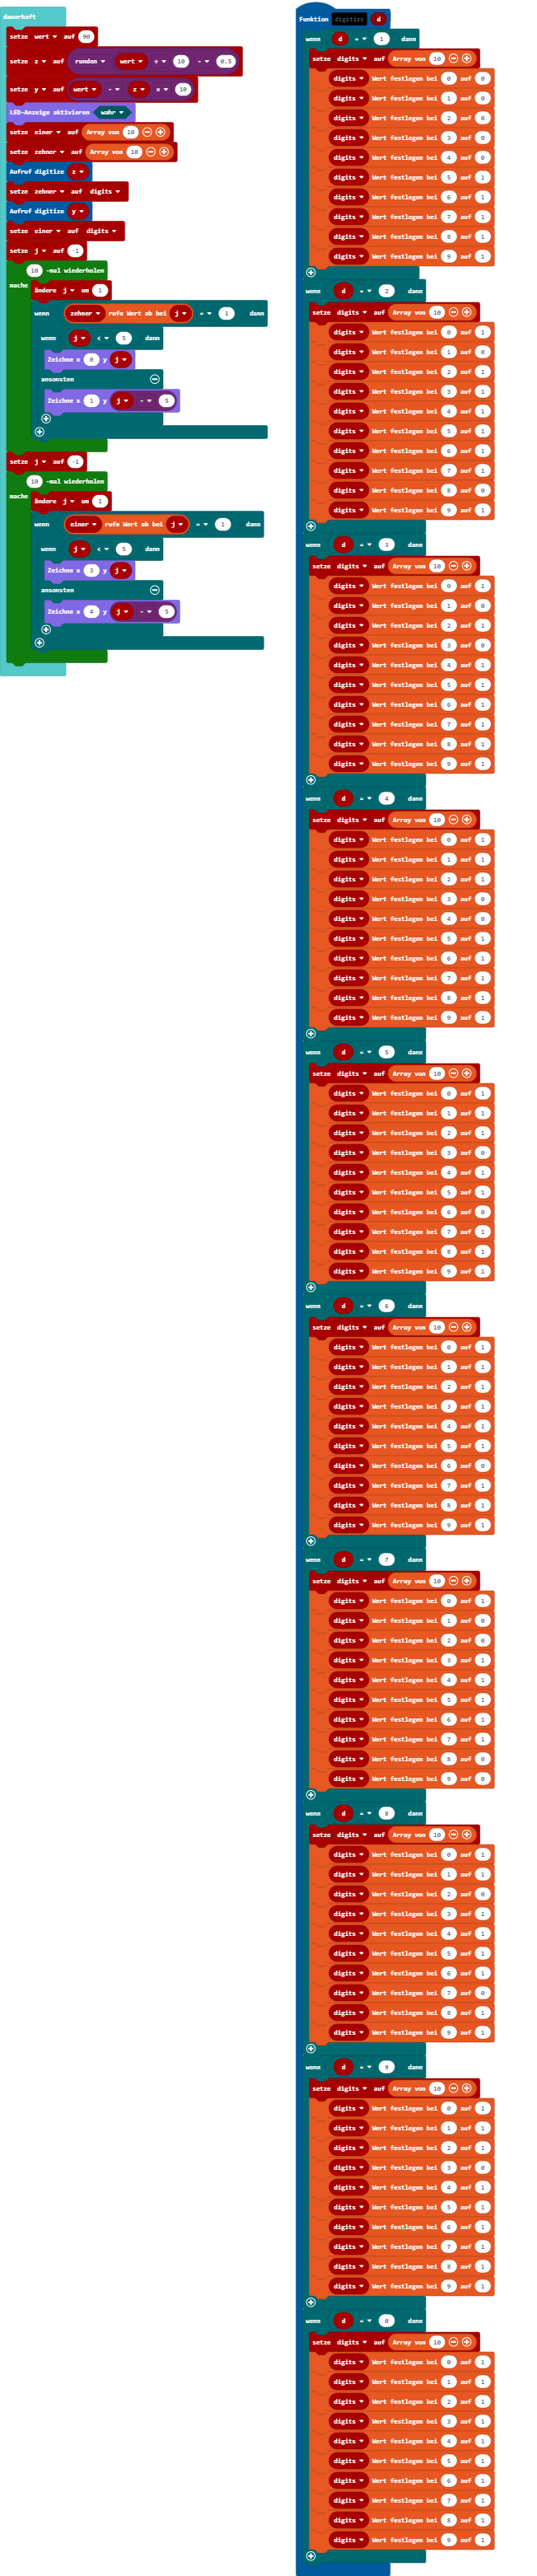 dauerhaft
setze wert auf 90
setze z auf runden wert ÷ 10 - 0.5
setze y auf wert - z × 10
LED-Anzeige aktivieren wahr
setze einer auf Array von 10
setze zehner auf Array von 10
Aufruf digitize z
setze zehner auf digits
Aufruf digitize y
setze einer auf digits
setze j auf -1
10 -mal wiederholen
mache ändere j um 1
wenn zehner rufe Wert ab bei j = 1 dann
wenn j < 5 dann
Zeichne x 0 y j
ansonsten
Zeichne x 1 y j - 5
setze j auf -1
10 -mal wiederholen
mache ändere j um 1
wenn einer rufe Wert ab bei j = 1 dann
wenn j < 5 dann
Zeichne x 3 y j
ansonsten
Zeichne x 4 y j - 5
Funktion digitize d
wenn d = 1 dann
setze digits auf Array von 10
digits Wert festlegen bei 0 auf 0
digits Wert festlegen bei 1 auf 0
digits Wert festlegen bei 2 auf 0
digits Wert festlegen bei 3 auf 0
digits Wert festlegen bei 4 auf 0
digits Wert festlegen bei 5 auf 1
digits Wert festlegen bei 6 auf 1
digits Wert festlegen bei 7 auf 1
digits Wert festlegen bei 8 auf 1
digits Wert festlegen bei 9 auf 1
wenn d = 2 dann
setze digits auf Array von 10
digits Wert festlegen bei 0 auf 1
digits Wert festlegen bei 1 auf 0
digits Wert festlegen bei 2 auf 1
digits Wert festlegen bei 3 auf 1
digits Wert festlegen bei 4 auf 1
digits Wert festlegen bei 5 auf 1
digits Wert festlegen bei 6 auf 1
digits Wert festlegen bei 7 auf 1
digits Wert festlegen bei 8 auf 0
digits Wert festlegen bei 9 auf 1
wenn d = 3 dann
setze digits auf Array von 10
digits Wert festlegen bei 0 auf 1
digits Wert festlegen bei 1 auf 0
digits Wert festlegen bei 2 auf 1
digits Wert festlegen bei 3 auf 0
digits Wert festlegen bei 4 auf 1
digits Wert festlegen bei 5 auf 1
digits Wert festlegen bei 6 auf 1
digits Wert festlegen bei 7 auf 1
digits Wert festlegen bei 8 auf 1
digits Wert festlegen bei 9 auf 1
wenn d = 4 dann
setze digits auf Array von 10
digits Wert festlegen bei 0 auf 1
digits Wert festlegen bei 1 auf 1
digits Wert festlegen bei 2 auf 1
digits Wert festlegen bei 3 auf 0
digits Wert festlegen bei 4 auf 0
digits Wert festlegen bei 5 auf 1
digits Wert festlegen bei 6 auf 1
digits Wert festlegen bei 7 auf 1
digits Wert festlegen bei 8 auf 1
digits Wert festlegen bei 9 auf 1
wenn d = 5 dann
setze digits auf Array von 10
digits Wert festlegen bei 0 auf 1
digits Wert festlegen bei 1 auf 1
digits Wert festlegen bei 2 auf 1
digits Wert festlegen bei 3 auf 0
digits Wert festlegen bei 4 auf 1
digits Wert festlegen bei 5 auf 1
digits Wert festlegen bei 6 auf 0
digits Wert festlegen bei 7 auf 1
digits Wert festlegen bei 8 auf 1
digits Wert festlegen bei 9 auf 1
wenn d = 6 dann
setze digits auf Array von 10
digits Wert festlegen bei 0 auf 1
digits Wert festlegen bei 1 auf 1
digits Wert festlegen bei 2 auf 1
digits Wert festlegen bei 3 auf 1
digits Wert festlegen bei 4 auf 1
digits Wert festlegen bei 5 auf 1
digits Wert festlegen bei 6 auf 0
digits Wert festlegen bei 7 auf 1
digits Wert festlegen bei 8 auf 1
digits Wert festlegen bei 9 auf 1
wenn d = 7 dann
setze digits auf Array von 10
digits Wert festlegen bei 0 auf 1
digits Wert festlegen bei 1 auf 0
digits Wert festlegen bei 2 auf 0
digits Wert festlegen bei 3 auf 1
digits Wert festlegen bei 4 auf 1
digits Wert festlegen bei 5 auf 1
digits Wert festlegen bei 6 auf 1
digits Wert festlegen bei 7 auf 1
digits Wert festlegen bei 8 auf 0
digits Wert festlegen bei 9 auf 0
wenn d = 8 dann
setze digits auf Array von 10
digits Wert festlegen bei 0 auf 1
digits Wert festlegen bei 1 auf 1
digits Wert festlegen bei 2 auf 0
digits Wert festlegen bei 3 auf 1
digits Wert festlegen bei 4 auf 1
digits Wert festlegen bei 5 auf 1
digits Wert festlegen bei 6 auf 1
digits Wert festlegen bei 7 auf 0
digits Wert festlegen bei 8 auf 1
digits Wert festlegen bei 9 auf 1
wenn d = 9 dann
setze digits auf Array von 10
digits Wert festlegen bei 0 auf 1
digits Wert festlegen bei 1 auf 1
digits Wert festlegen bei 2 auf 1
digits Wert festlegen bei 3 auf 0
digits Wert festlegen bei 4 auf 1
digits Wert festlegen bei 5 auf 1
digits Wert festlegen bei 6 auf 1
digits Wert festlegen bei 7 auf 1
digits Wert festlegen bei 8 auf 1
digits Wert festlegen bei 9 auf 1
wenn d = 0 dann
setze digits auf Array von 10
digits Wert festlegen bei 0 auf 1
digits Wert festlegen bei 1 auf 1
digits Wert festlegen bei 2 auf 1
digits Wert festlegen bei 3 auf 1
digits Wert festlegen bei 4 auf 1
digits Wert festlegen bei 5 auf 1
digits Wert festlegen bei 6 auf 1
digits Wert festlegen bei 7 auf 1
digits Wert festlegen bei 8 auf 1
digits Wert festlegen bei 9 auf 1